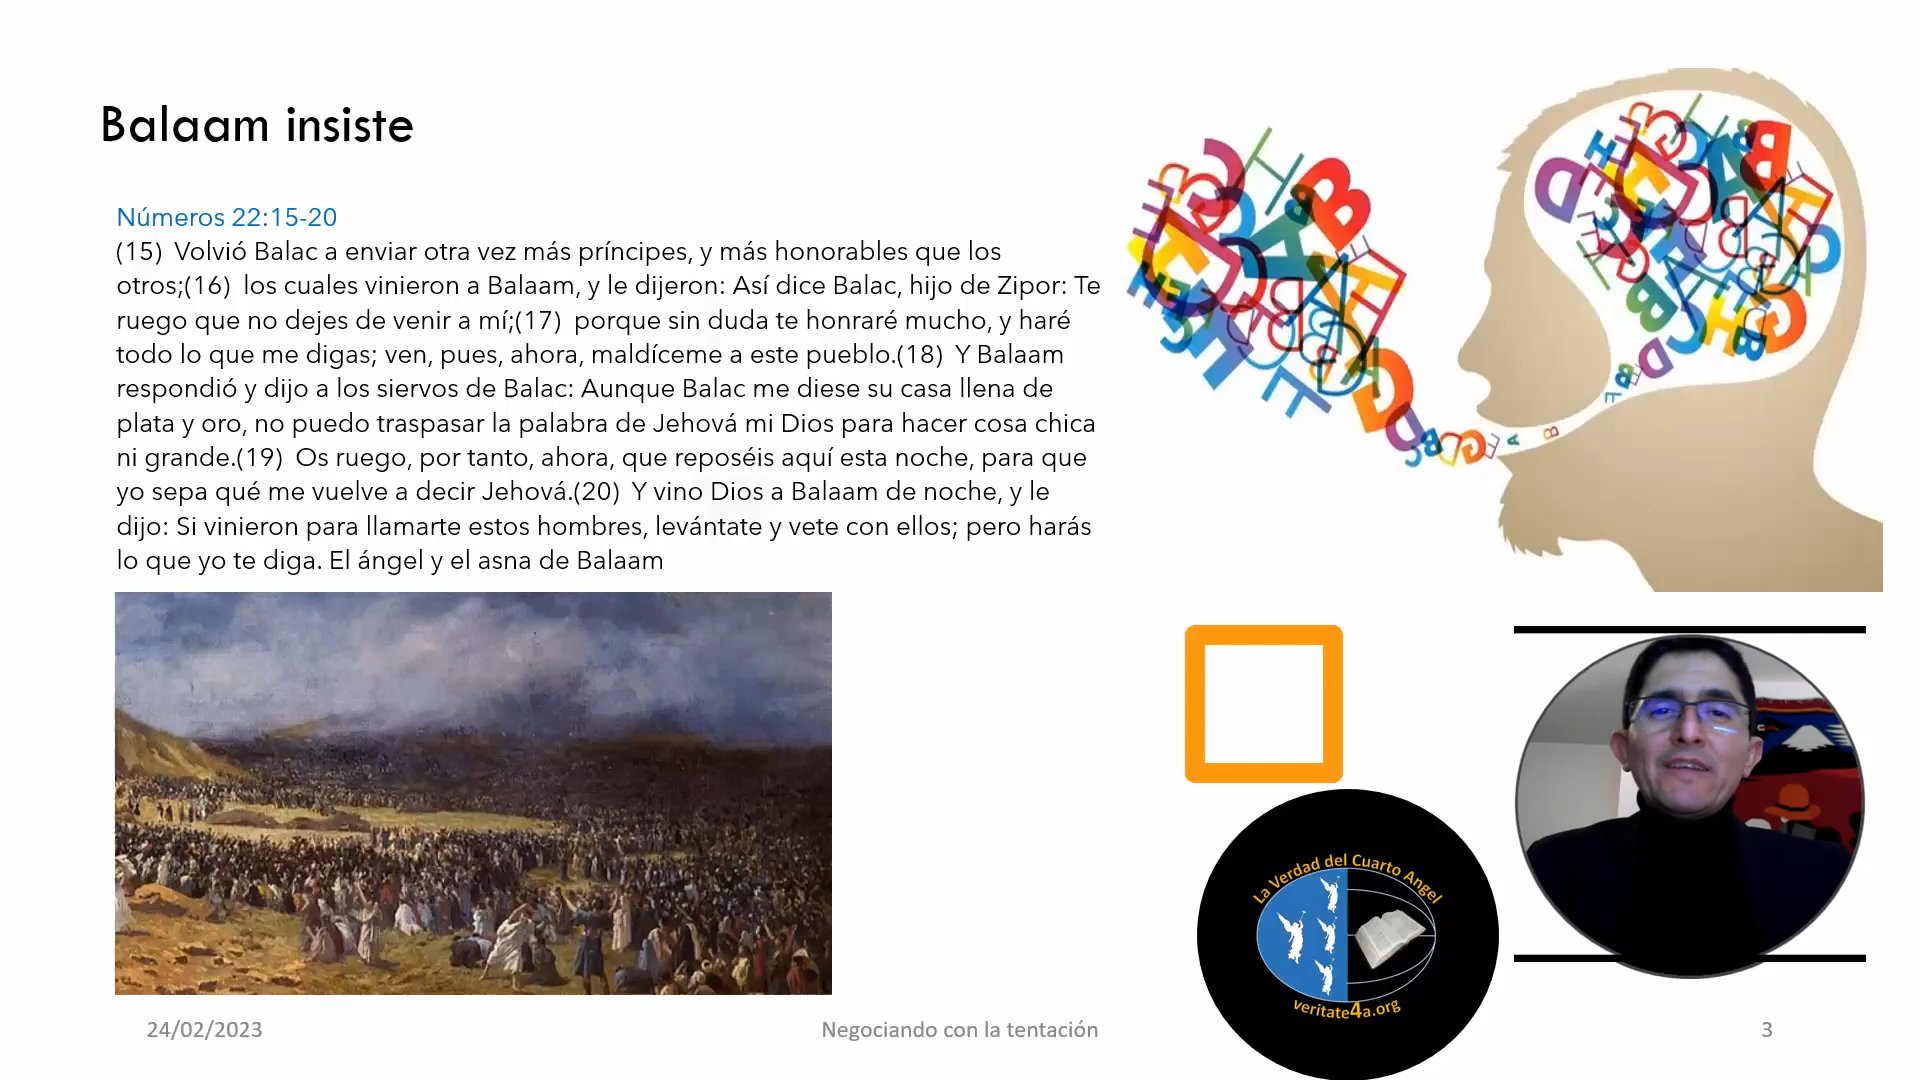 Balaam insiste
Números 22:15-20
(15)  Volvió Balac a enviar otra vez más príncipes, y más honorables que los
otros;(16)  los cuales vinieron a Balaam, y le dijeron: Así dice Balac, hijo de Zipor: Te
ruego que no dejes de venir a mí;(17)  porque sin duda te honraré mucho, y haré
todo lo que me digas; ven, pues, ahora, maldíceme a este pueblo.(18)  Y Balaam
respondió y dijo a los siervos de Balac: Aunque Balac me diese su casa llena de
plata y oro, no puedo traspasar la palabra de Jehová mi Dios para hacer cosa chica
ni grande.(19)  Os ruego, por tanto, ahora, que reposéis aquí esta noche, para que
yo sepa qué me vuelve a decir Jehová.(20)  Y vino Dios a Balaam de noche, y le
dijo: Si vinieron para llamarte estos hombres, levántate y vete con ellos; pero harás
lo que yo te diga. El ángel y el asna de Balaam
La Verdad del Cuarto Angel
veritate4a.org
24/02/2023
Negociando con la tentación
3